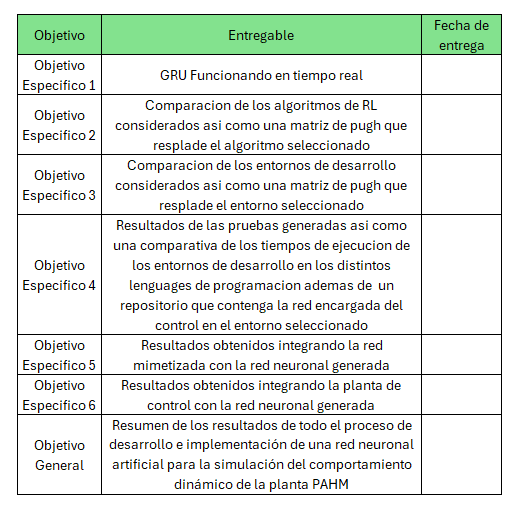 Objetivo
Entregable
Fecha de
entrega
Objetivo
Especifico 1
GRU Funcionando en tiempo real
Objetivo
Especifico 2
Comparacion de los algoritmos de RL
considerados asi como una matriz de pugh que
resplade el algoritmo seleccionado
Objetivo
Especifico 3
Comparacion de los entornos de desarrollo
considerados asi como una matriz de pugh que
resplade el entorno seleccionado
Objetivo
Especifico 4
Resultados de las pruebas generadas asi como
una comparativa de los tiempos de ejecucion de
los entornos de desarrollo en los distintos
lenguages de programacion ademas de un
repositorio que contenga la red encargada del
control en el entorno seleccionado
Objetivo
Especifico 5
Resultados obtenidos integrando la red
mimetizada con la red neuronal generada
Objetivo
Especifico 6
Resultados obtenidos integrando la planta de
control con la red neuronal generada
Objetivo
General
Resumen de los resultados de todo el proceso de
desarrollo e implementación de una red neuronal
artificial para la simulación del comportamiento
dinámico de la planta PAHM